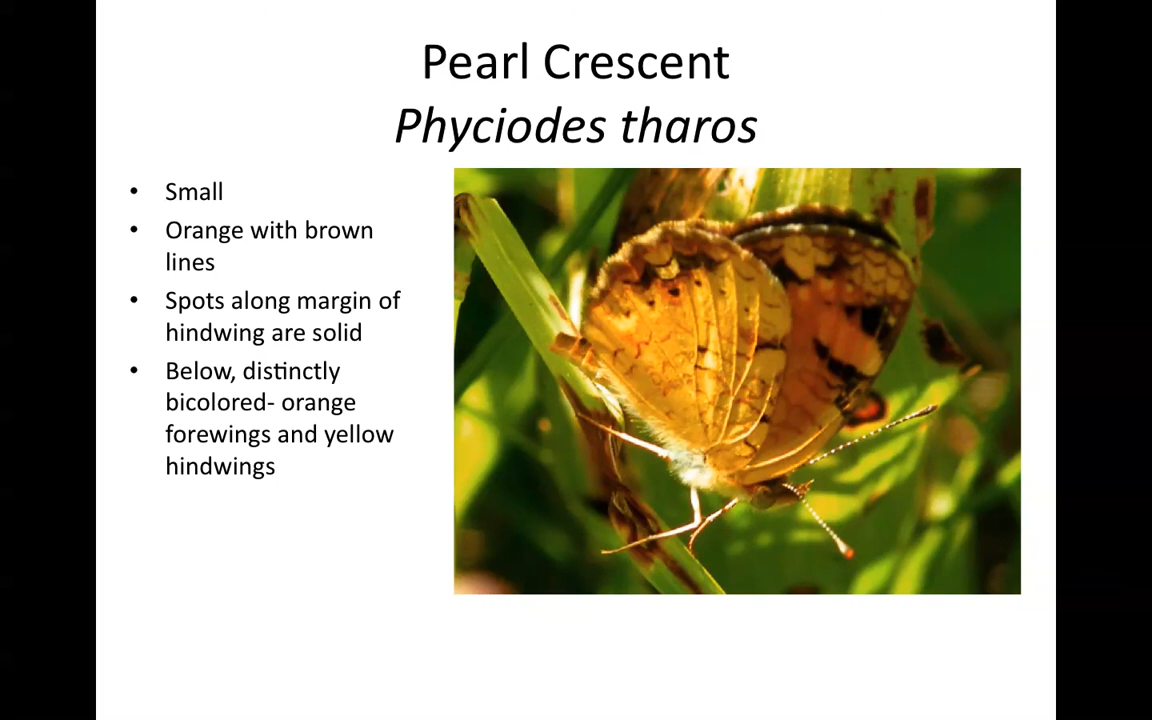 Pearl Crescent
Phyciodes tharos
• Small
• Orange with brown
lines
• Spots along margin of
hindwing are solid
• Below, distinctly
bicolored- orange
forewings and yellow
hindwings